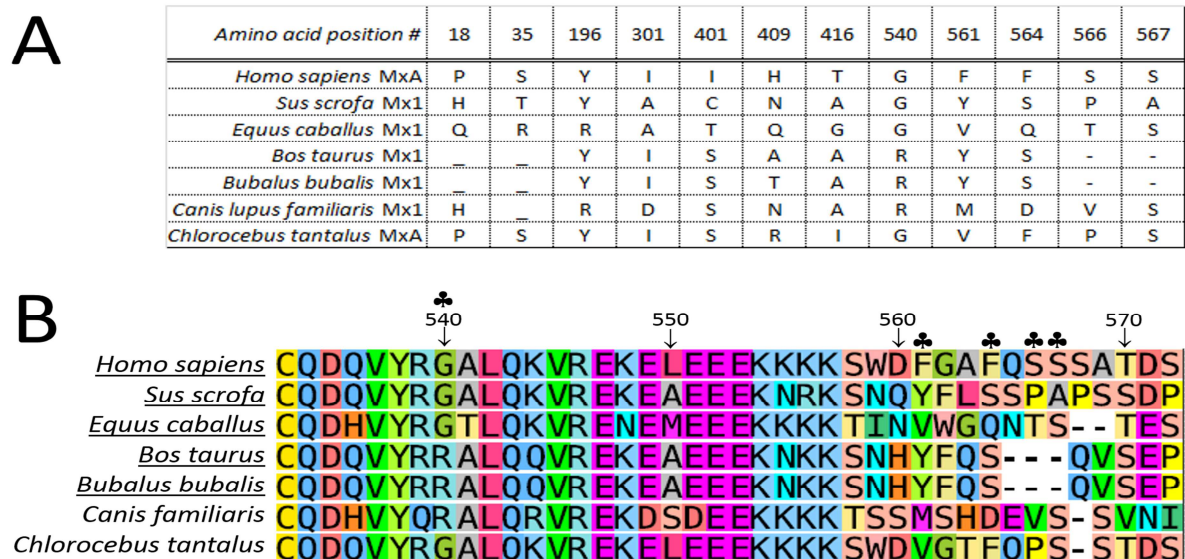 A
Amino acid position # 18 35 196 301 401 409 416 540 561 564 566 567
Homo sapiens MxA P S Y I I H T G F F S S
Sus scrofa Mx1 H T Y A C N A G Y S P A
Equus caballus Mx1 Q R R A T Q G G V Q T S
Bos taurus Mx1 _ _ Y I S A A R Y S - -
Bubalus bubalis Mx1 _ _ Y I S T A R Y S - -
Canis lupus familiaris Mx1 H _ R D S N A R M D V S
Chlorocebus tantalus MxA P S Y I S R I G V F P S
B
♣
540 550 560 570
↓ ↓ ↓ ♣ ♣ ♣ ♣ ↓
Homo sapiens CQDQVYRGALQKVREKELEEEKKKKSWDFGAFQSSSATDS
Sus scrofa CQDQVYRGALQKVREKEAEEEKNRKSNQYFLSSPAPSSDP
Equus caballus CQDHVYRGTLQKVRENEMEEEKKKKTINVWGQNTS--TES
Bos taurus CQDQVYRRALQQVREKEAEEEKNKKSNHYFQS---QVSEP
Bubalus bubalis CQDQVYRRALQQVREKEAEEEKNKKSNHYFQS---QVSEP
Canis familiaris CQDHVYQRALQRVREKDSDEEKKKKTSSMSHDEVS-SVNI
Chlorocebus tantalus CQDQVYRGALQKVREKELEEEKKKKSWDVGTFQPS-STDS